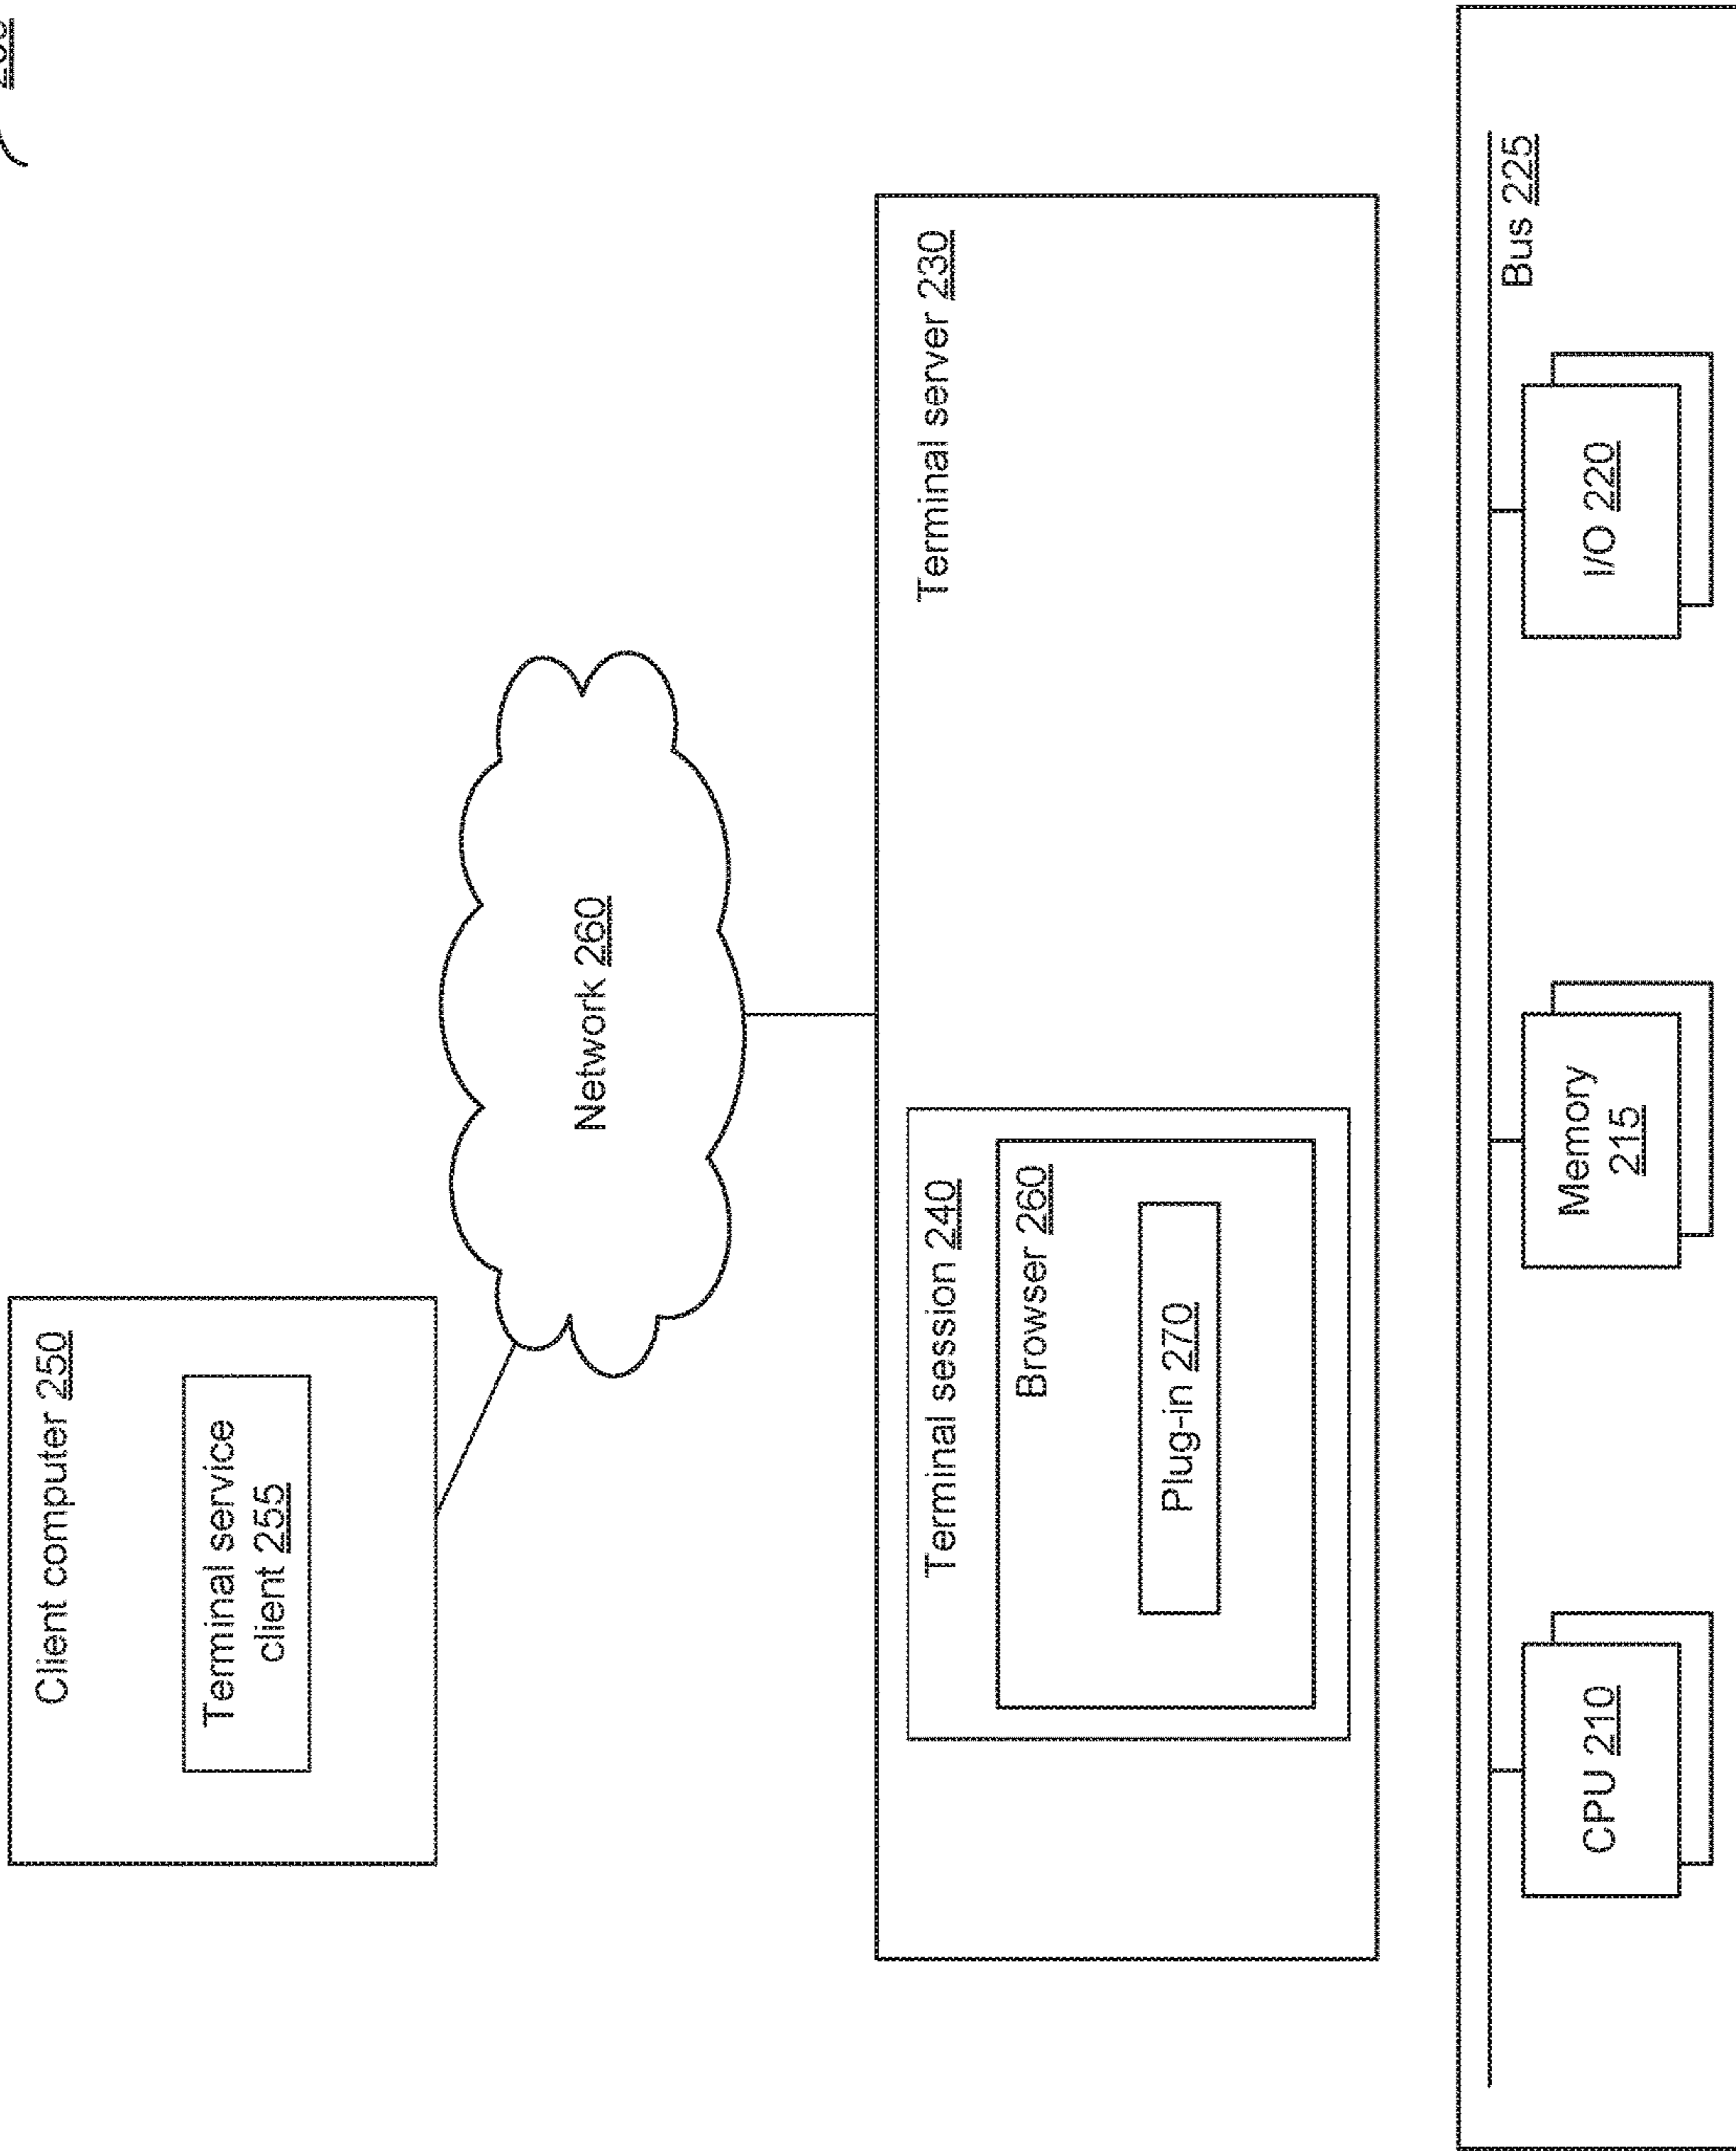 Client computer 250
Terminal service
client 255
Network 260
Terminal server 230
Terminal session 240
Browser 260
Plug-in 270
Bus 225
CPU 210
Memory
215
I/O 220